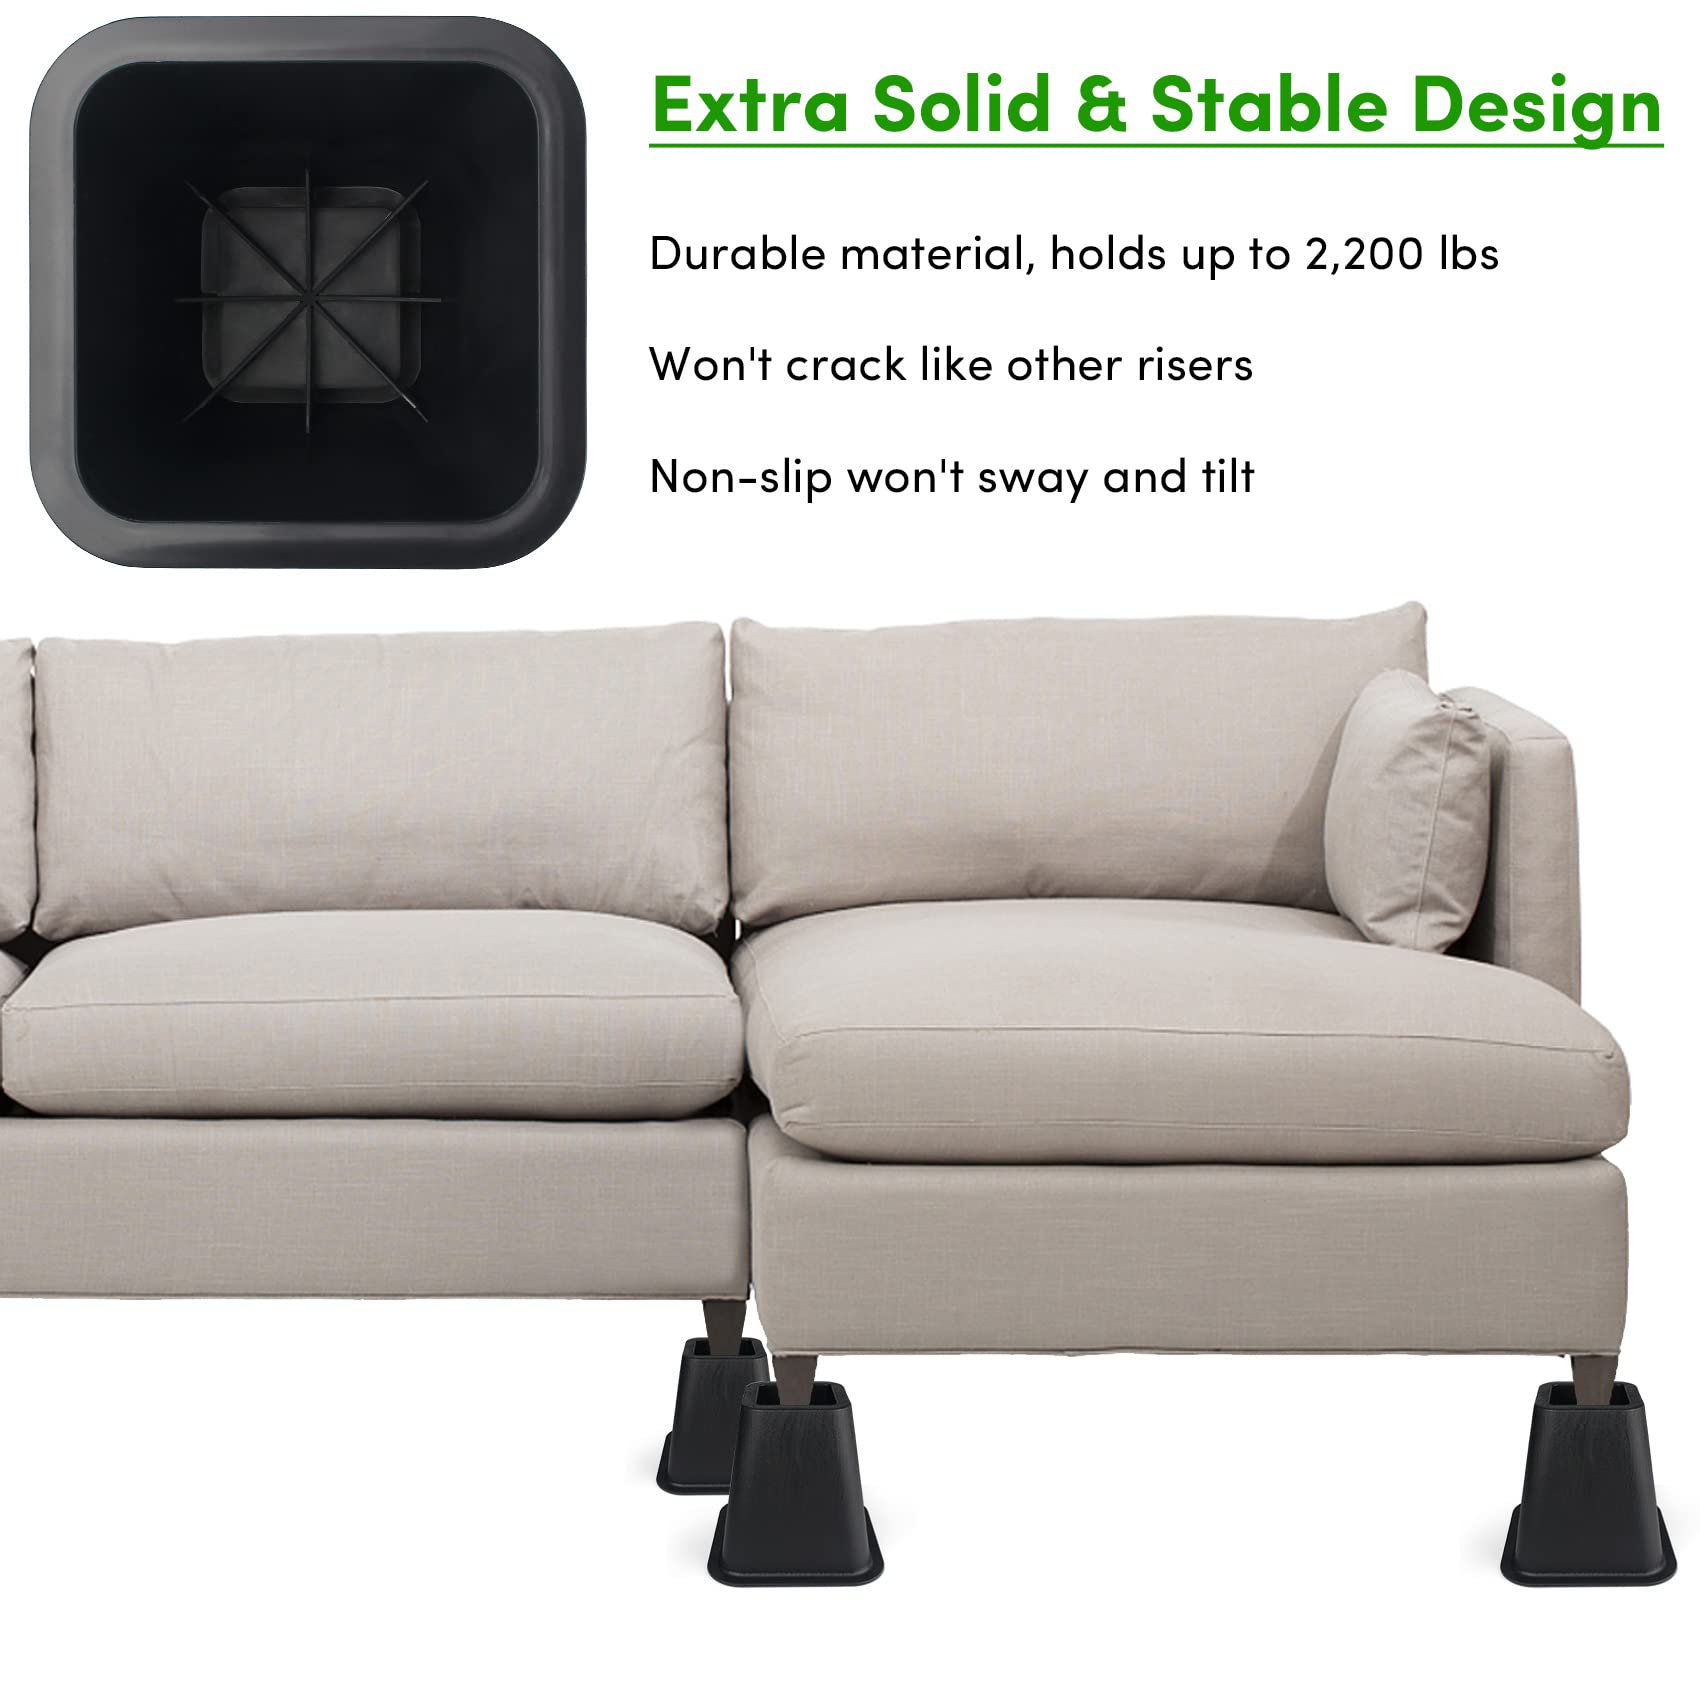 Extra Solid & Stable Design
Durable material, holds up to 2,200 lbs
Won't crack like other risers
Non-slip won't sway and tilt